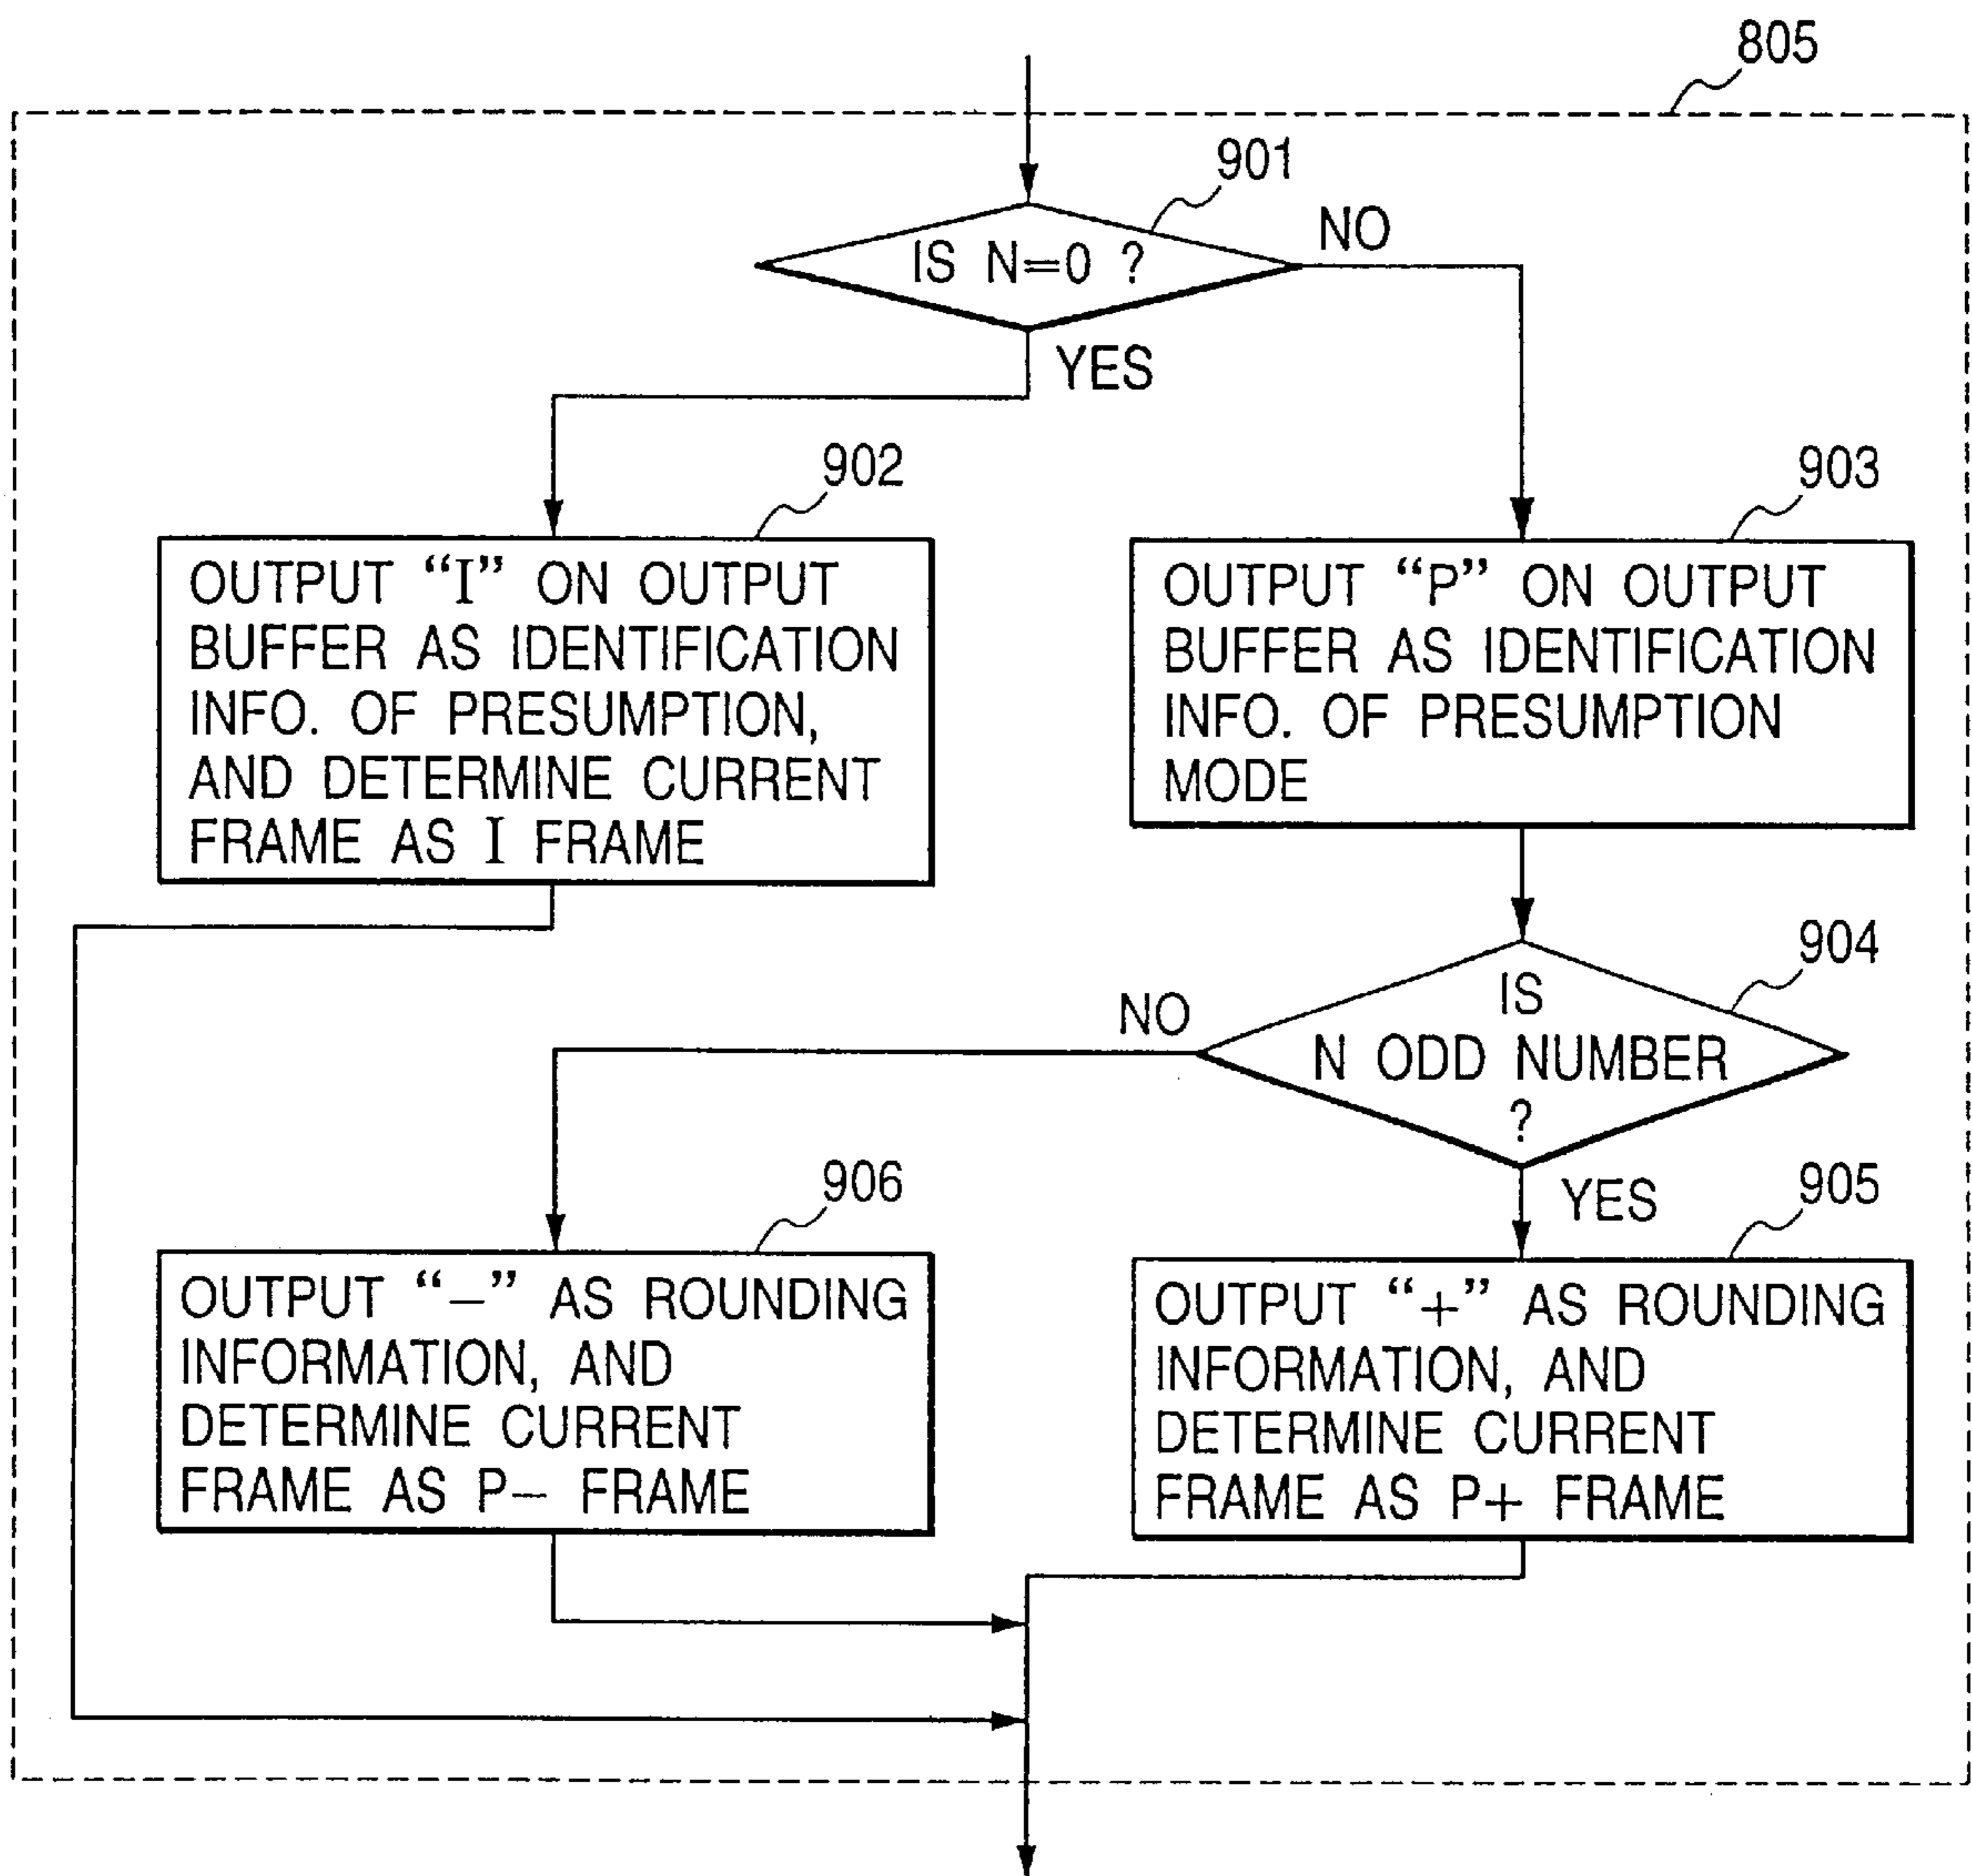 805
901
IS N=0 ?
NO
YES
902
OUTPUT “I” ON OUTPUT
BUFFER AS IDENTIFICATION
INFO. OF PRESUMPTION,
AND DETERMINE CURRENT
FRAME AS I FRAME
903
OUTPUT “P” ON OUTPUT
BUFFER AS IDENTIFICATION
INFO. OF PRESUMPTION
MODE
904
IS
N ODD NUMBER
?
NO
YES
906
OUTPUT “−” AS ROUNDING
INFORMATION, AND
DETERMINE CURRENT
FRAME AS P− FRAME
905
OUTPUT “+” AS ROUNDING
INFORMATION, AND
DETERMINE CURRENT
FRAME AS P+ FRAME